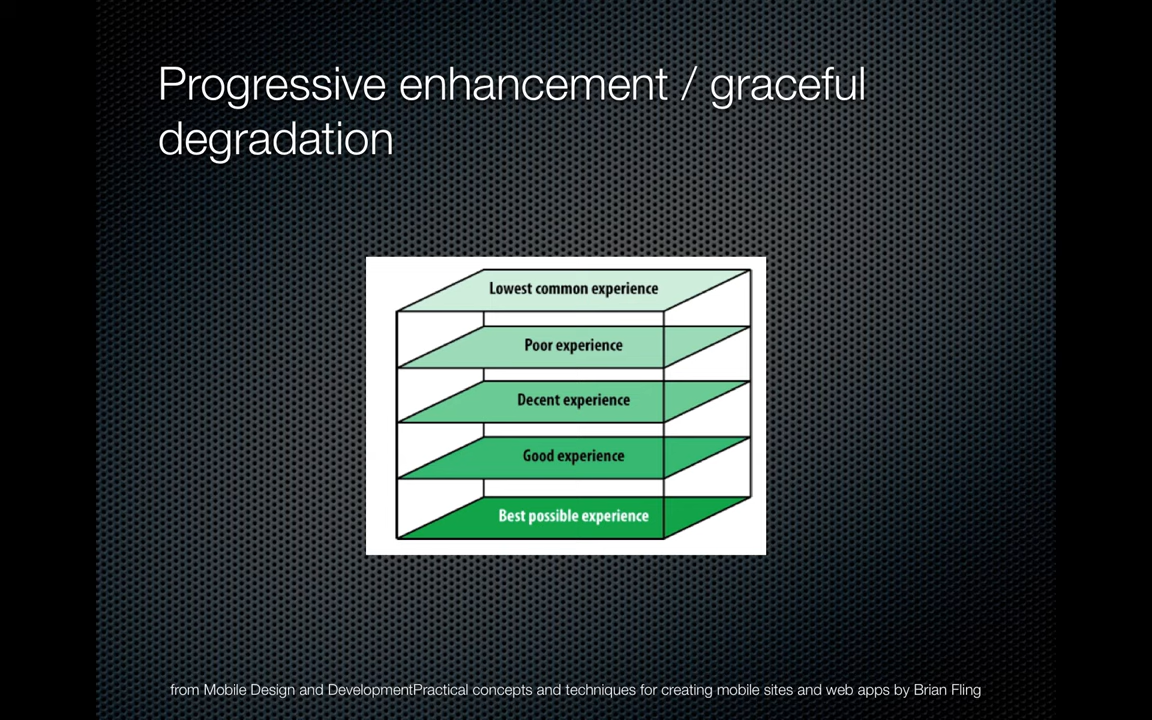 Progressive enhancement / graceful
degradation
Lowest common experience
Poor experience
Decent experience
Good experience
Best possible experience
from Mobile Design and DevelopmentPractical concepts and techniques for creating mobile sites and web apps by Brian Fling